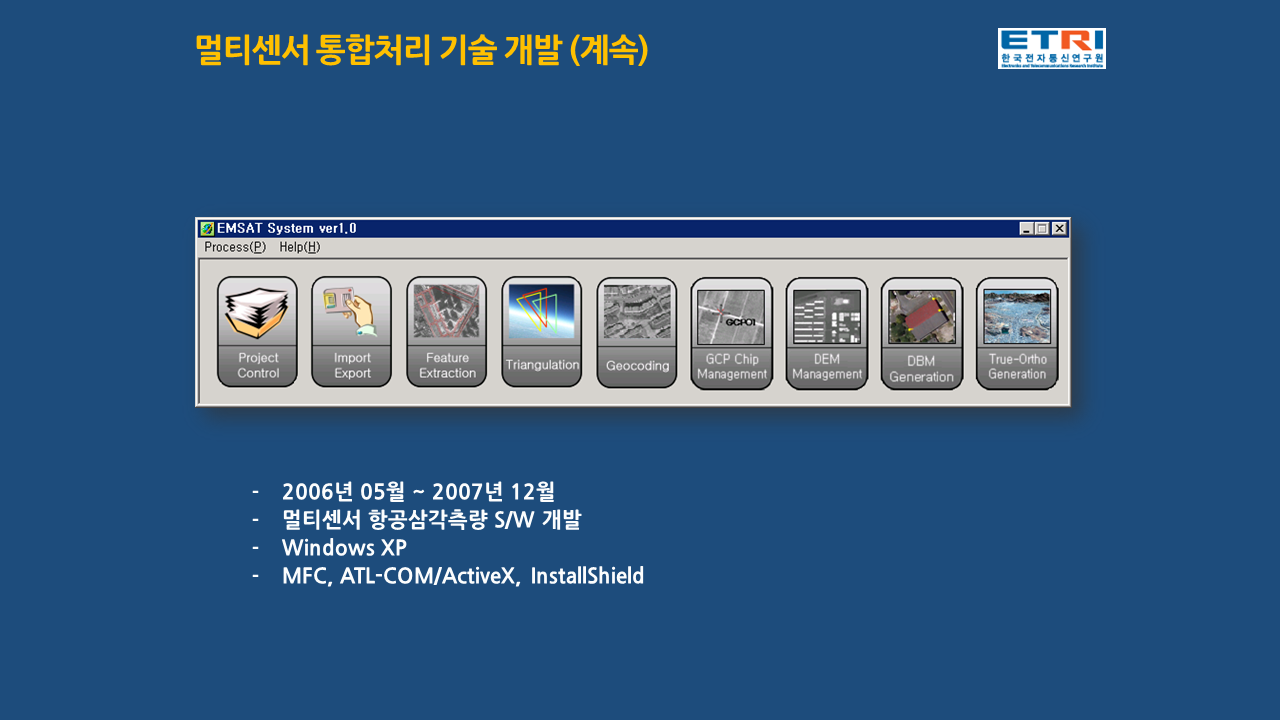 멀티센서 통합처리 기술 개발 (계속)
ETRI
한국전자통신연구원
Electronics and Telecommunications Research Institute
EMSAT System ver1.0
Process(P) Help(H)
Project
Control
Import
Export
Feature
Extraction
Triangulation
Geocoding
GCP01
GCP Chip
Management
DEM
Management
DBM
Generation
True-Ortho
Generation
- 2006년 05월 ~ 2007년 12월
- 멀티센서 항공삼각측량 S/W 개발
- Windows XP
- MFC, ATL-COM/ActiveX, InstallShield